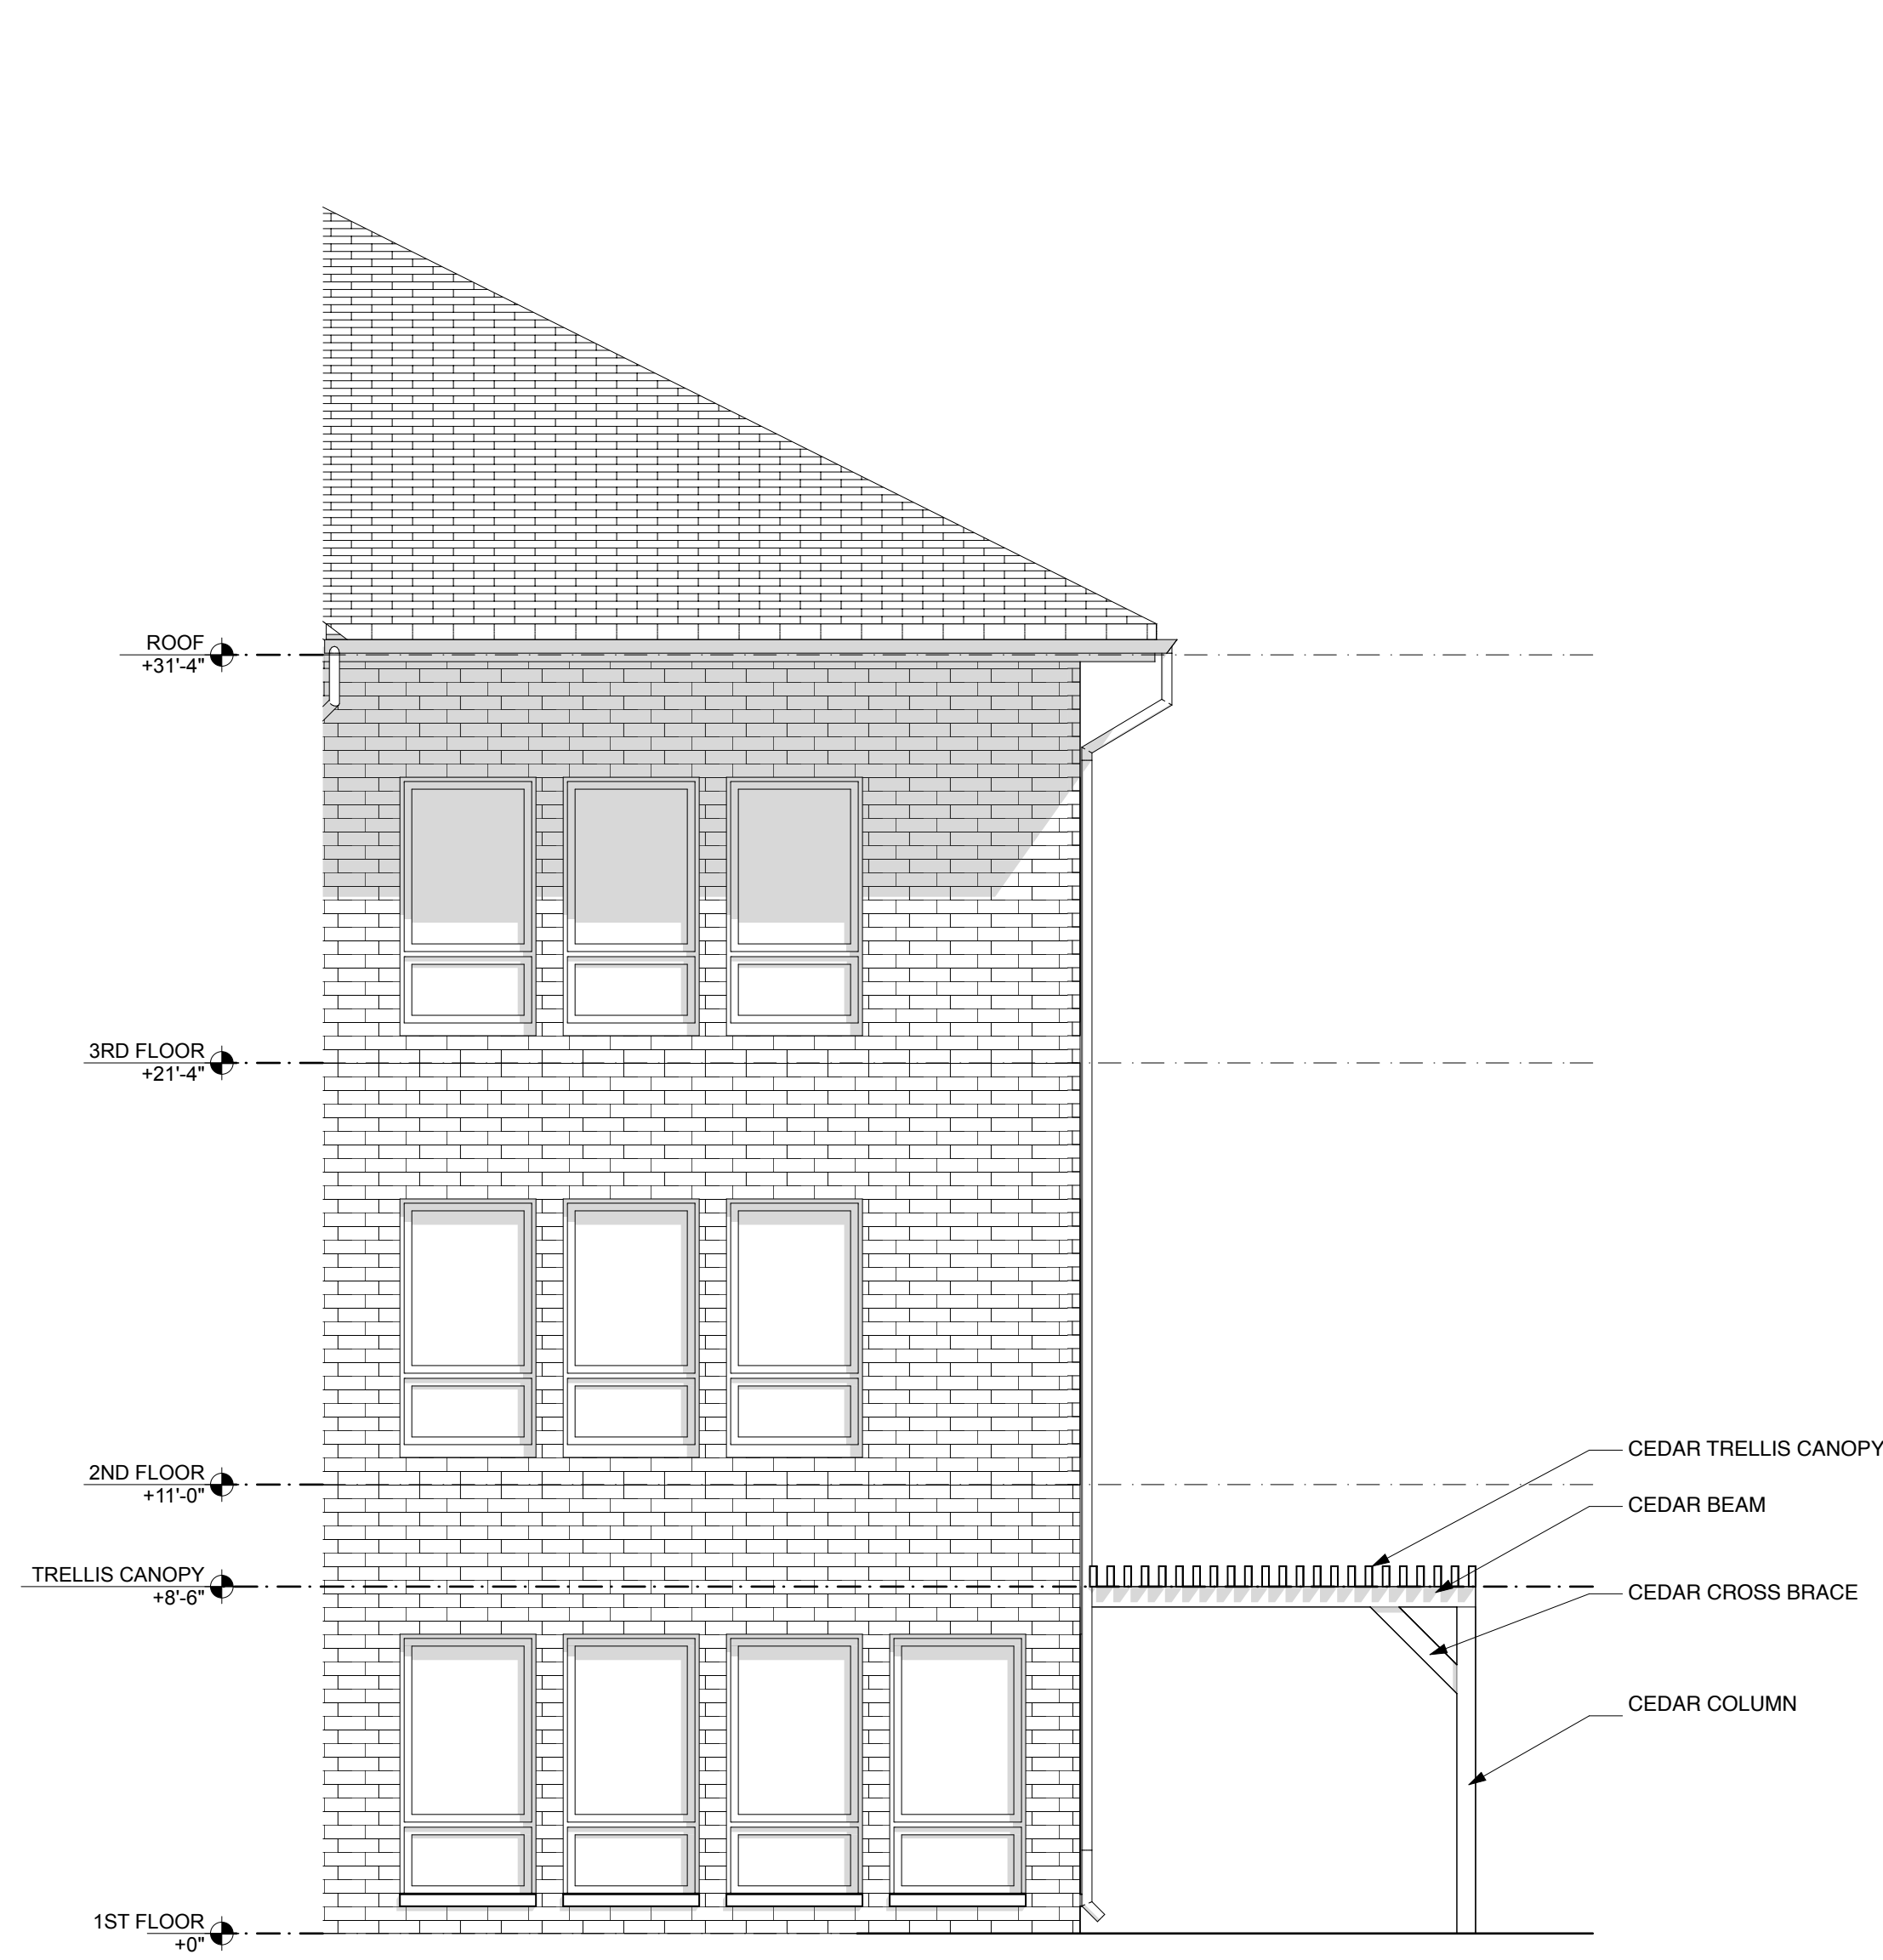 ROOF
+31'-4"
3RD FLOOR
+21'-4"
2ND FLOOR
+11'-0"
CEDAR TRELLIS CANOPY
CEDAR BEAM
TRELLIS CANOPY
+8'-6"
CEDAR CROSS BRACE
CEDAR COLUMN
1ST FLOOR
+0"